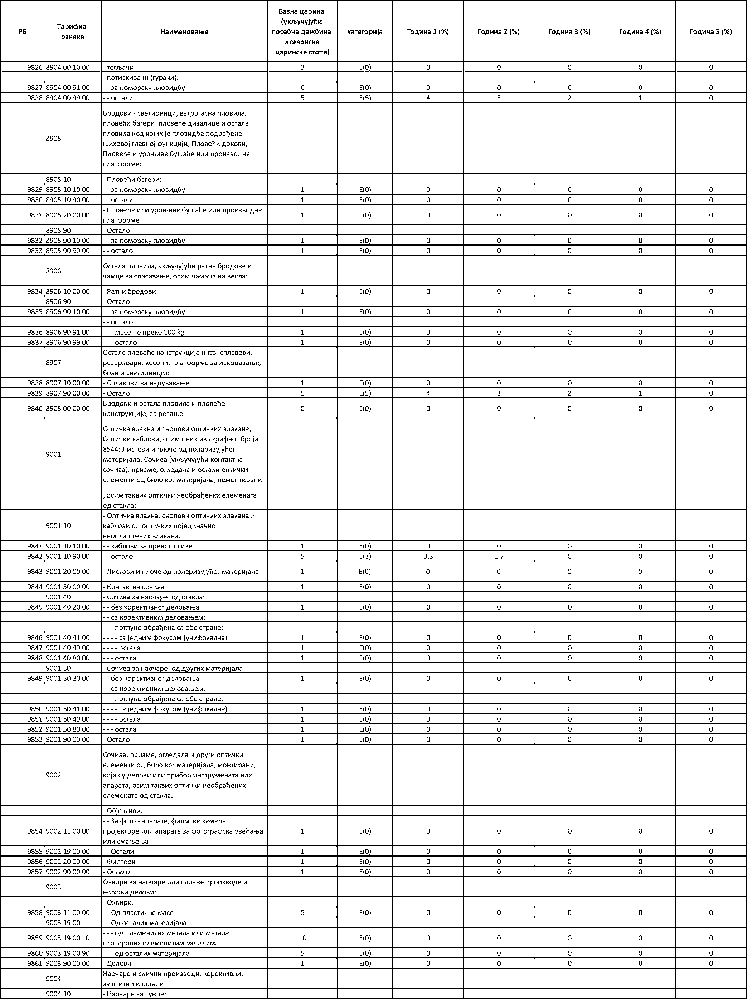 РБ Тарифна ознака Наименовање Базна царина (укључујући посебне дажбине и сезонске царинске стопе) категорија Година 1 (%) Година 2 (%) Година 3 (%) Година 4 (%) Година 5 (%)
9826 8904 00 10 00 - тегљачи 3 E(0) 0 0 0 0 0
- потискивачи (гурачи):
9827 8904 00 91 00 - - за поморску пловидбу 0 E(0) 0 0 0 0 0
9828 8904 00 99 00 - - остали 5 E(5) 4 3 2 1 0
8905 Бродови - светионици, ватрогасна пловила,
пловећи багери, пловеће дизалице и остала
пловила код којих је пловидба подређена
њиховој главној функцији; Пловећи докови;
Пловеће и уроњиве бушаће или производне
платформе:
8905 10 - Пловећи багери:
9829 8905 10 10 00 - - за поморску пловидбу 1 E(0) 0 0 0 0 0
9830 8905 10 90 00 - - остали 1 E(0) 0 0 0 0 0
9831 8905 20 00 00 - Пловеће или уроњиве бушаће или производне
платформе 1 E(0) 0 0 0 0 0
8905 90 - Остало:
9832 8905 90 10 00 - - за поморску пловидбу 1 E(0) 0 0 0 0 0
9833 8905 90 90 00 - - остало 1 E(0) 0 0 0 0 0
8906 Остала пловила, укључујући ратне бродове и
чамце за спасавање, осим чамаца на весла:
9834 8906 10 00 00 - Ратни бродови 1 E(0) 0 0 0 0 0
8906 90 - Остало:
9835 8906 90 10 00 - - за поморску пловидбу 1 E(0) 0 0 0 0 0
- - остало:
9836 8906 90 91 00 - - - масе не преко 100 kg 1 E(0) 0 0 0 0 0
9837 8906 90 99 00 - - - остало 1 E(0) 0 0 0 0 0
8907 Остале пловеће конструкције (нпр: сплавови,
резервоари, кесони, платформе за искрцавање,
бове и светионици):
9838 8907 10 00 00 - Сплавови на надувавање 1 E(0) 0 0 0 0 0
9839 8907 90 00 00 - Остало 5 E(5) 4 3 2 1 0
9840 8908 00 00 00 Бродови и остала пловила и пловеће
конструкције, за резање 0 E(0) 0 0 0 0 0
9001 Оптичка влакна и снопови оптичких влакана;
Оптички каблови, осим оних из тарифног броја
8544; Листови и плоче од поларизујућег
материјала; Сочива (укључујући контактна
сочива), призме, огледала и остали оптички
елементи од било ког материјала, немонтирани
, осим таквих оптички необрађених елемената
од стакла:
9001 10 - Оптичка влакна, снопови оптичких влакана и
каблови од оптичких појединачно
неоплаштених влакана:
9841 9001 10 10 00 - - каблови за пренос слике 1 E(0) 0 0 0 0 0
9842 9001 10 90 00 - - остало 5 E(3) 3.3 1.7 0 0 0
9843 9001 20 00 00 - Листови и плоче од поларизујућег материјала 1 E(0) 0 0 0 0 0
9844 9001 30 00 00 - Контактна сочива 1 E(0) 0 0 0 0 0
9001 40 - Сочива за наочаре, од стакла:
9845 9001 40 20 00 - - без корективног деловања 1 E(0) 0 0 0 0 0
- - са корективним деловањем:
- - - потпуно обрађена са обе стране:
9846 9001 40 41 00 - - - - са једним фокусом (унифокална) 1 E(0) 0 0 0 0 0
9847 9001 40 49 00 - - - - остала 1 E(0) 0 0 0 0 0
9848 9001 40 80 00 - - - остала 1 E(0) 0 0 0 0 0
9001 50 - Сочива за наочаре, од других материјала:
9849 9001 50 20 00 - - без корективног деловања 1 E(0) 0 0 0 0 0
- - са корективним деловањем:
- - - потпуно обрађена са обе стране:
9850 9001 50 41 00 - - - - са једним фокусом (унифокална) 1 E(0) 0 0 0 0 0
9851 9001 50 49 00 - - - - остала 1 E(0) 0 0 0 0 0
9852 9001 50 80 00 - - - остала 1 E(0) 0 0 0 0 0
9853 9001 90 00 00 - Остало 1 E(0) 0 0 0 0 0
9002 Сочива, призме, огледала и други оптички
елементи од било ког материјала, монтирани,
који су делови или прибор инструмената или
апарата, осим таквих оптички необрађених
елемената од стакла:
- Објективи:
9854 9002 11 00 00 - - За фото - апарате, филмске камере,
пројекторе или апарате за фотографска увећања
или смањења 1 E(0) 0 0 0 0 0
9855 9002 19 00 00 - - Остали 1 E(0) 0 0 0 0 0
9856 9002 20 00 00 - Филтери 1 E(0) 0 0 0 0 0
9857 9002 90 00 00 - Остало 1 E(0) 0 0 0 0 0
9003 Оквири за наочаре или сличне производе и
њихови делови:
- Оквири:
9858 9003 11 00 00 - - Од пластичне масе 5 E(0) 0 0 0 0 0
9003 19 00 - - Од осталих материјала:
9859 9003 19 00 10 - - - од племенитих метала или метала
платираних племенитим металима 10 E(0) 0 0 0 0 0
9860 9003 19 00 90 - - - од осталих материјала 5 E(0) 0 0 0 0 0
9861 9003 90 00 00 - Делови 1 E(0) 0 0 0 0 0
9004 Наочаре и слични производи, корективни,
заштитни и остали:
9004 10 - Наочаре за сунце: